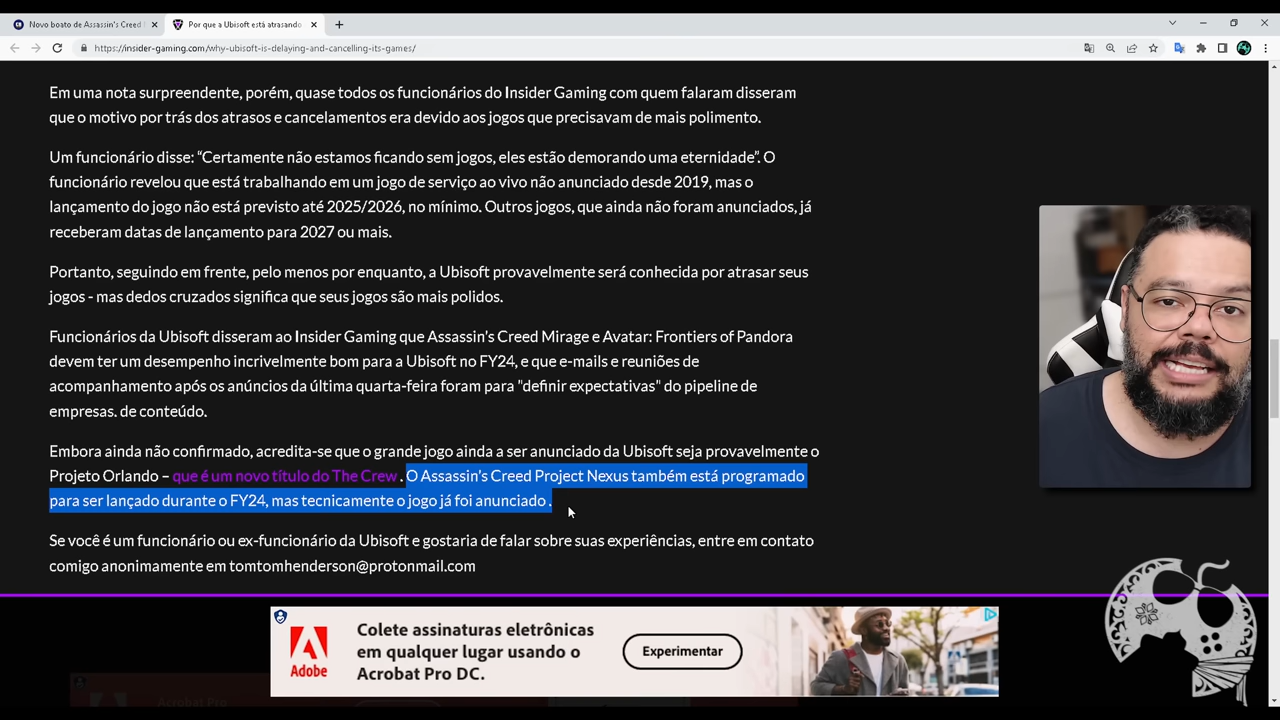 Novo boato de Assassin's Creed
Por que a Ubisoft está atrasando
https://insider-gaming.com/why-ubisoft-is-delaying-and-cancelling-its-games/
Em uma nota surpreendente, porém, quase todos os funcionários do Insider Gaming com quem falaram disseram
que o motivo por trás dos atrasos e cancelamentos era devido aos jogos que precisavam de mais polimento.
Um funcionário disse: “Certamente não estamos ficando sem jogos, eles estão demorando uma eternidade”. O
funcionário revelou que está trabalhando em um jogo de serviço ao vivo não anunciado desde 2019, mas o
lançamento do jogo não está previsto até 2025/2026, no mínimo. Outros jogos, que ainda não foram anunciados, já
receberam datas de lançamento para 2027 ou mais.
Portanto, seguindo em frente, pelo menos por enquanto, a Ubisoft provavelmente será conhecida por atrasar seus
jogos - mas dedos cruzados significa que seus jogos são mais polidos.
Funcionários da Ubisoft disseram ao Insider Gaming que Assassin's Creed Mirage e Avatar: Frontiers of Pandora
devem ter um desempenho incrivelmente bom para a Ubisoft no FY24, e que e-mails e reuniões de
acompanhamento após os anúncios da última quarta-feira foram para "definir expectativas" do pipeline de
empresas. de conteúdo.
Embora ainda não confirmado, acredita-se que o grande jogo ainda a ser anunciado da Ubisoft seja provavelmente o
Projeto Orlando – que é um novo título do The Crew . O Assassin's Creed Project Nexus também está programado
para ser lançado durante o FY24, mas tecnicamente o jogo já foi anunciado .
Se você é um funcionário ou ex-funcionário da Ubisoft e gostaria de falar sobre suas experiências, entre em contato
comigo anonimamente em tomtomhenderson@protonmail.com
Adobe
Colete assinaturas eletrônicas
em qualquer lugar usando o
Acrobat Pro DC.
Experimentar
Acrobat Pro